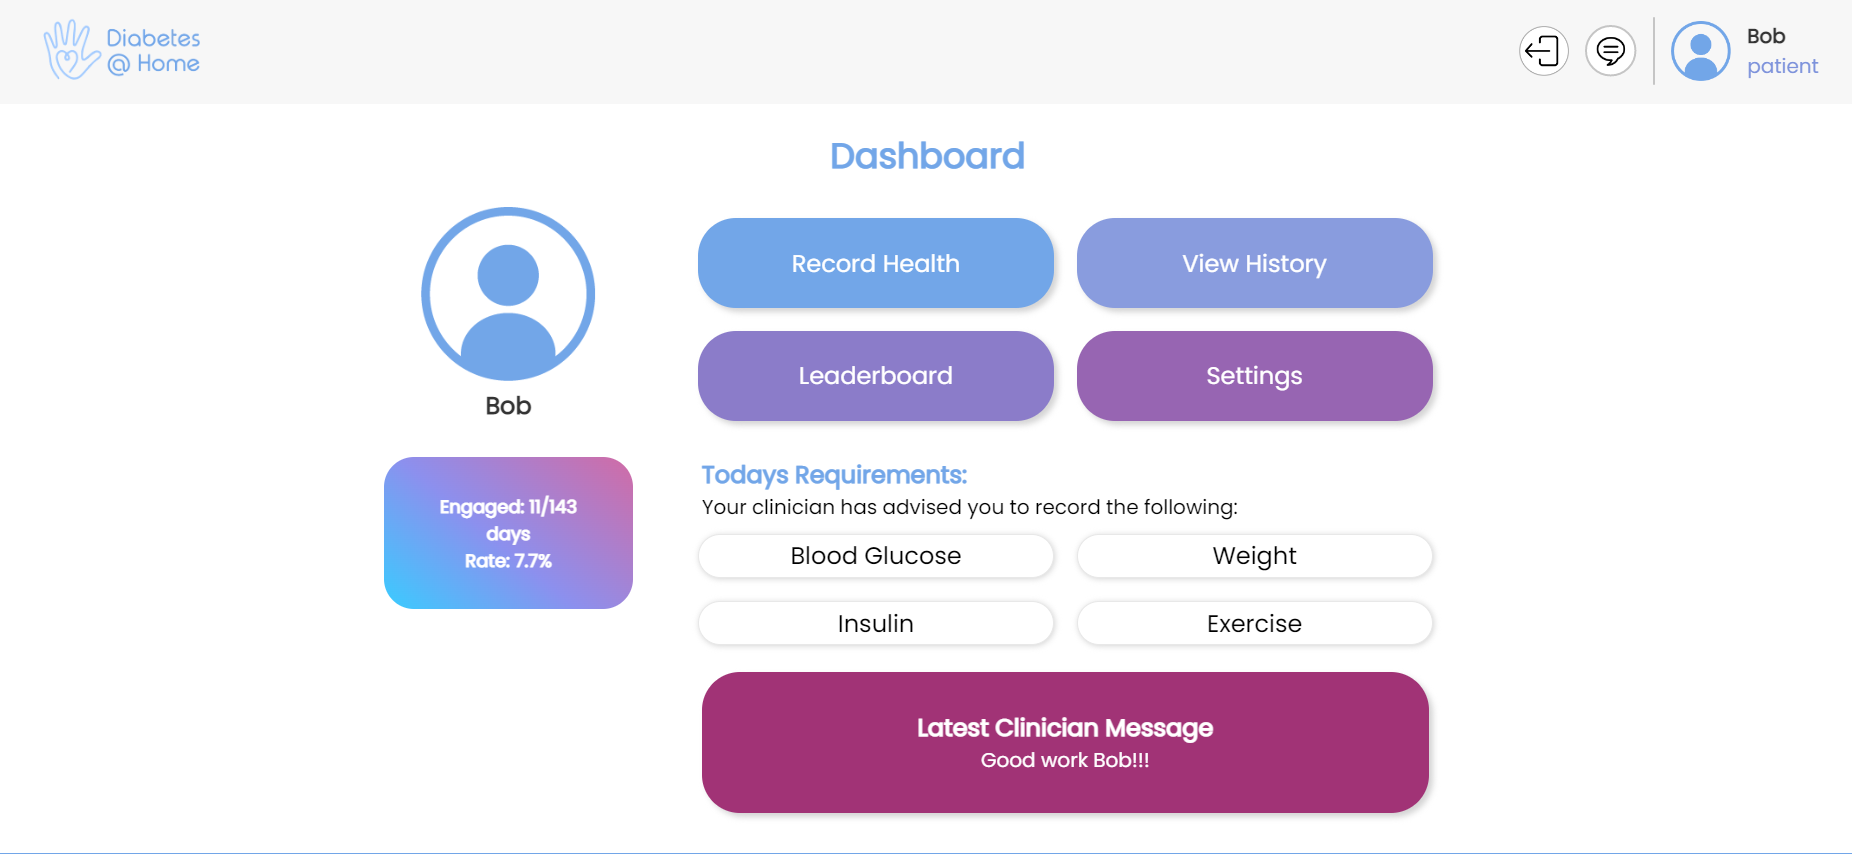 Diabetes
@ Home
Bob
patient
Dashboard
Bob
Record Health
View History
Leaderboard
Settings
Engaged: 11/143
days
Rate: 7.7%
Todays Requirements:
Your clinician has advised you to record the following:
Blood Glucose
Weight
Insulin
Exercise
Latest Clinician Message
Good work Bob!!!